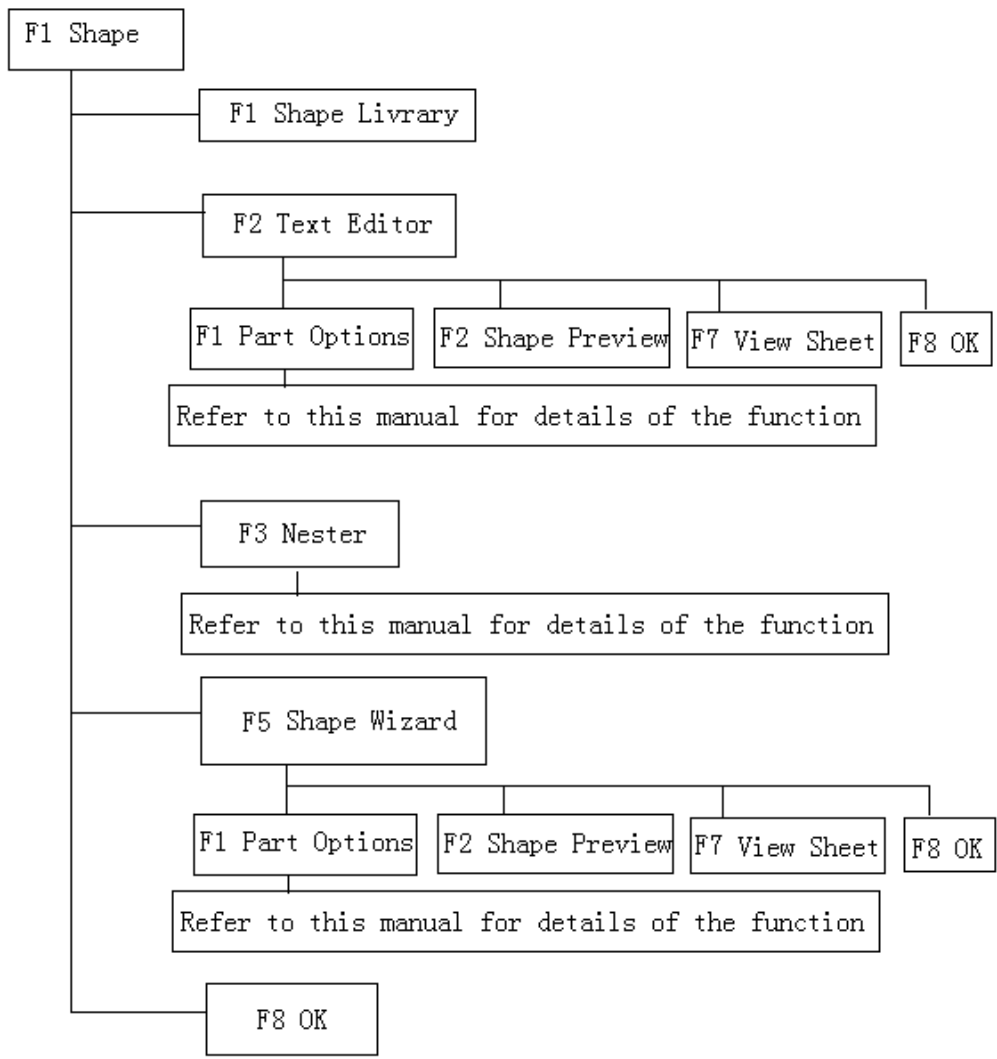 F1 Shape
F1 Shape Livrary
F2 Text Editor
F1 Part Options
F2 Shape Preview
F7 View Sheet
F8 OK
Refer to this manual for details of the function
F3 Nester
Refer to this manual for details of the function
F5 Shape Wizard
F1 Part Options
F2 Shape Preview
F7 View Sheet
F8 OK
Refer to this manual for details of the function
F8 OK